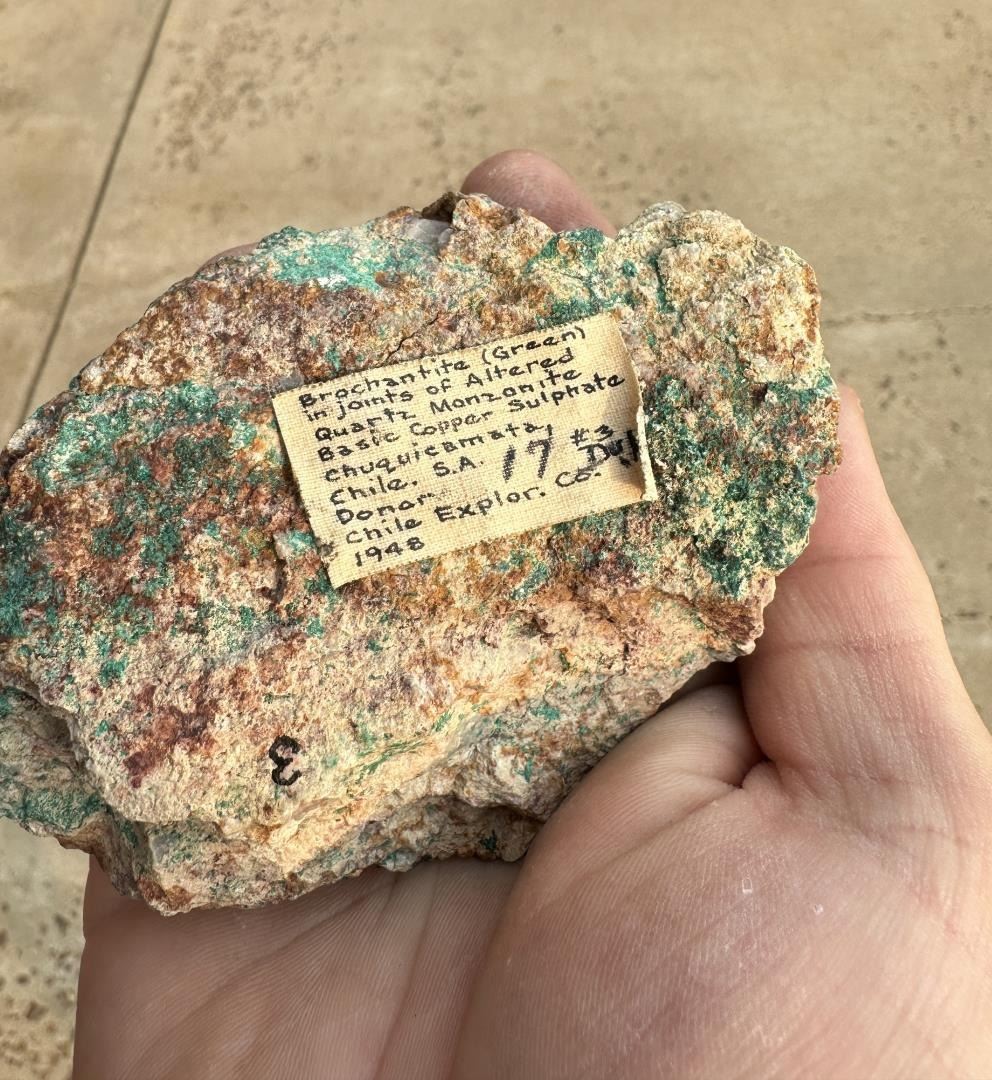 Brochantite (Green)
in joints of Altered
Quartz Monzonite
Basic Copper Sulphate
Chuquicamata,
Chile, S.A. 17 #3
Donor
Chile Explor. Co.
1948
3